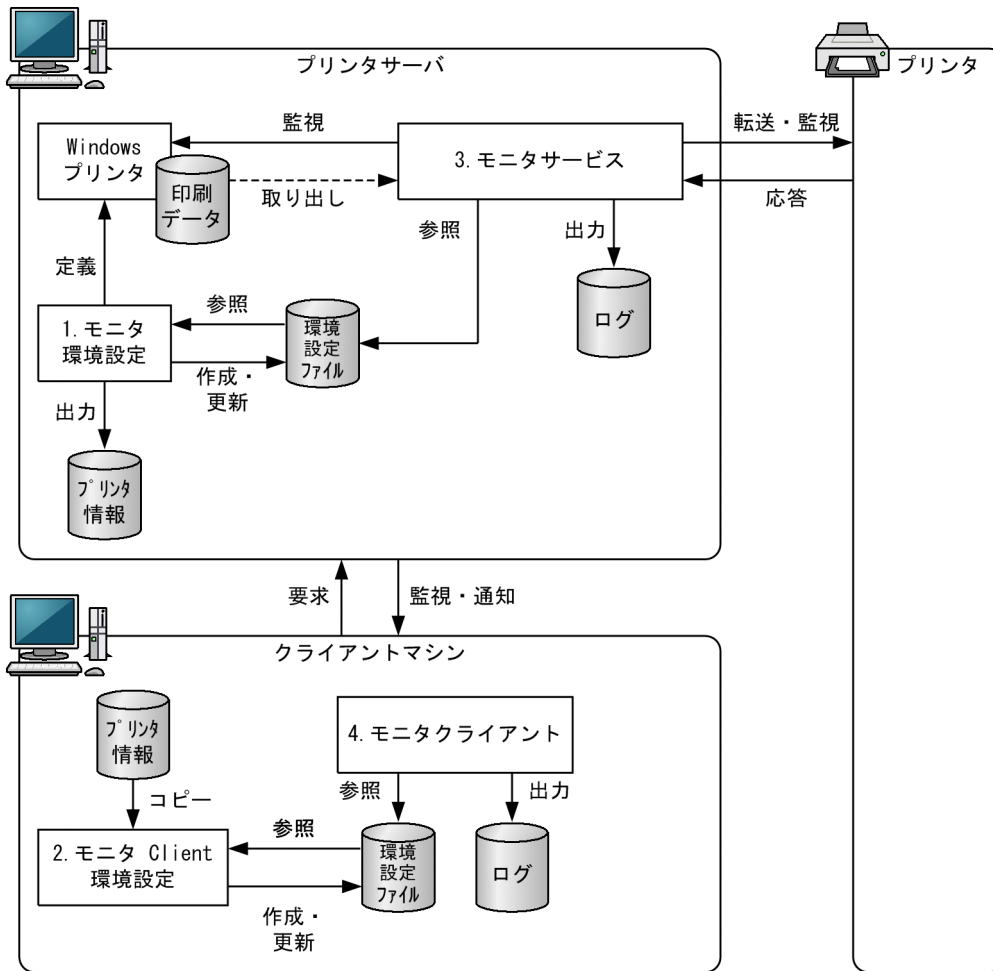 プリンタサーバ
プリンタ
Windows
プリンタ
監視
3.モニタサービス
転送・監視
応答
印刷
データ
取り出し
参照
出力
定義
1.モニタ
環境設定
参照
作成・
更新
環境
設定
ファイル
ログ
出力
プリンタ
情報
要求
監視・通知
クライアントマシン
プリンタ
情報
4.モニタクライアント
コピー
参照
出力
2.モニタ Client
環境設定
参照
作成・
更新
環境
設定
ファイル
ログ